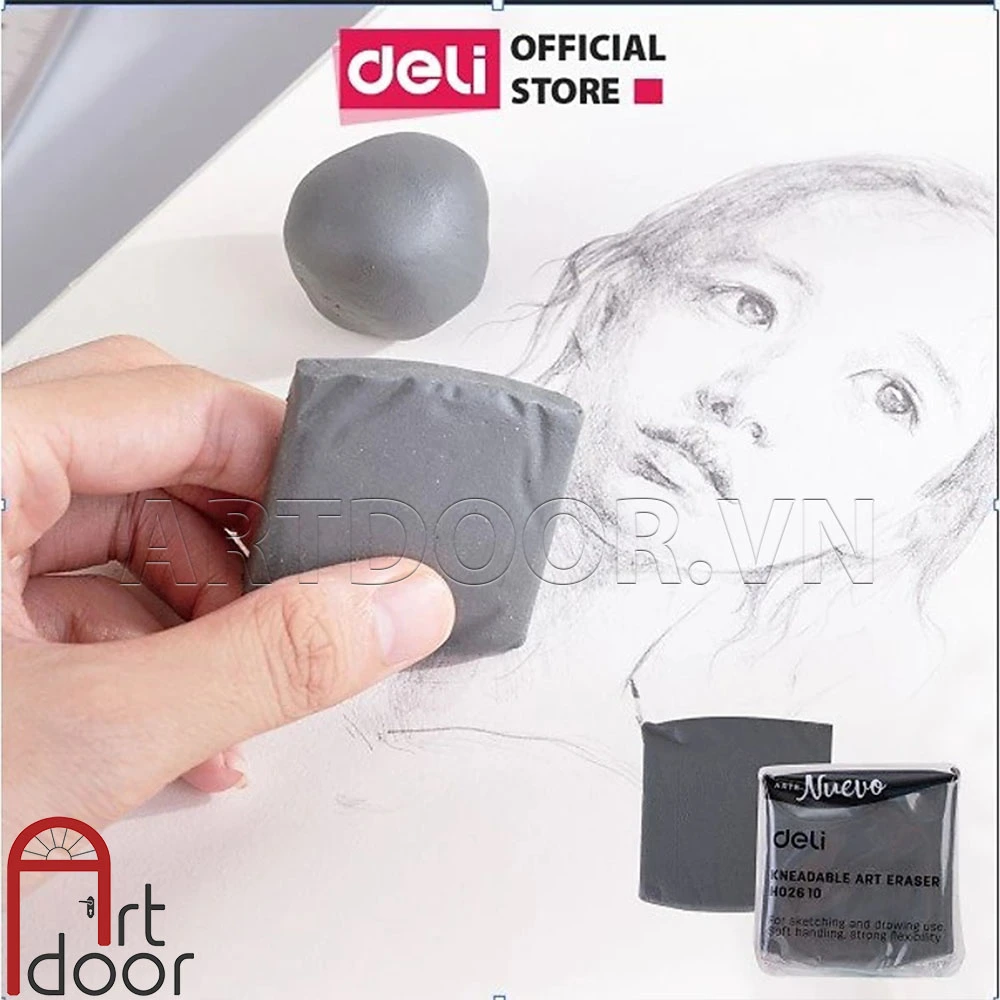 deli OFFICIAL
STORE
ARTDOOR.VN
Nuevo
deli
KNEADABLE ART ERASER
H02610
For sketching and drawing use
Soft handling, strong flexibility
Art
door